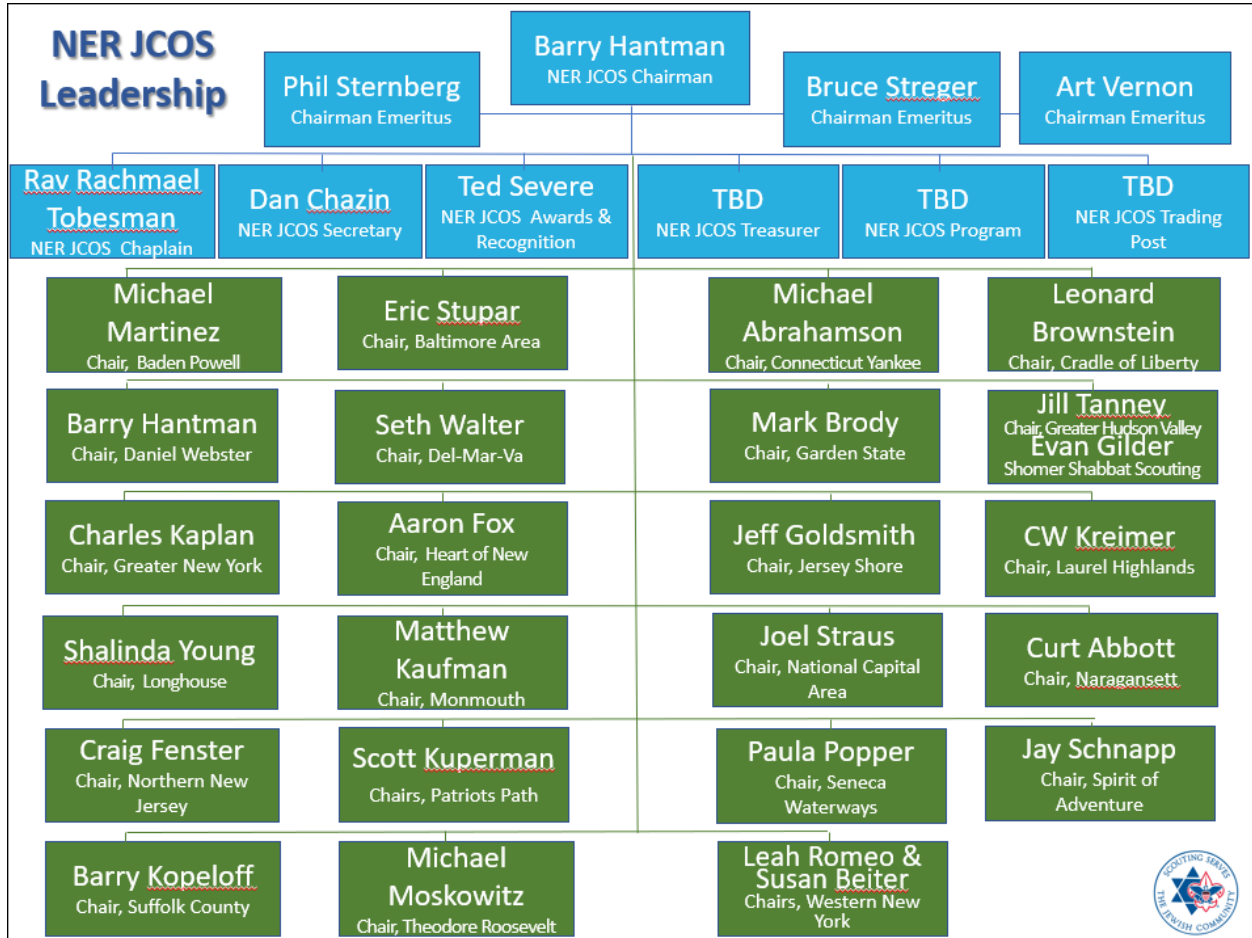 NER JCOS
Leadership
Barry Hantman
NER JCOS Chairman
Phil Sternberg
Chairman Emeritus
Bruce Streger
Chairman Emeritus
Art Vernon
Chairman Emeritus
Rav Rachmael
Tobesman
NER JCOS Chaplain
Dan Chazin
NER JCOS Secretary
Ted Severe
NER JCOS Awards &
Recognition
TBD
NER JCOS Treasurer
TBD
NER JCOS Program
TBD
NER JCOS Trading
Post
Michael
Martinez
Chair, Baden Powell
Eric Stupar
Chair, Baltimore Area
Michael
Abrahamson
Chair, Connecticut Yankee
Leonard
Brownstein
Chair, Cradle of Liberty
Barry Hantman
Chair, Daniel Webster
Seth Walter
Chair, Del-Mar-Va
Mark Brody
Chair, Garden State
Jill Tanney
Chair, Greater Hudson Valley
Evan Gilder
Shomer Shabbat Scouting
Charles Kaplan
Chair, Greater New York
Aaron Fox
Chair, Heart of New
England
Jeff Goldsmith
Chair, Jersey Shore
CW Kreimer
Chair, Laurel Highlands
Shalinda Young
Chair, Longhouse
Matthew
Kaufman
Chair, Monmouth
Joel Straus
Chair, National Capital
Area
Curt Abbott
Chair, Naragansett
Craig Fenster
Chair, Northern New
Jersey
Scott Kuperman
Chairs, Patriots Path
Paula Popper
Chair, Seneca
Waterways
Jay Schnapp
Chair, Spirit of
Adventure
Barry Kopeloff
Chair, Suffolk County
Michael
Moskowitz
Chair, Theodore Roosevelt
Leah Romeo &
Susan Beiter
Chairs, Western New
York
SCOUTING SERVES
THE JEWISH COMMUNITY